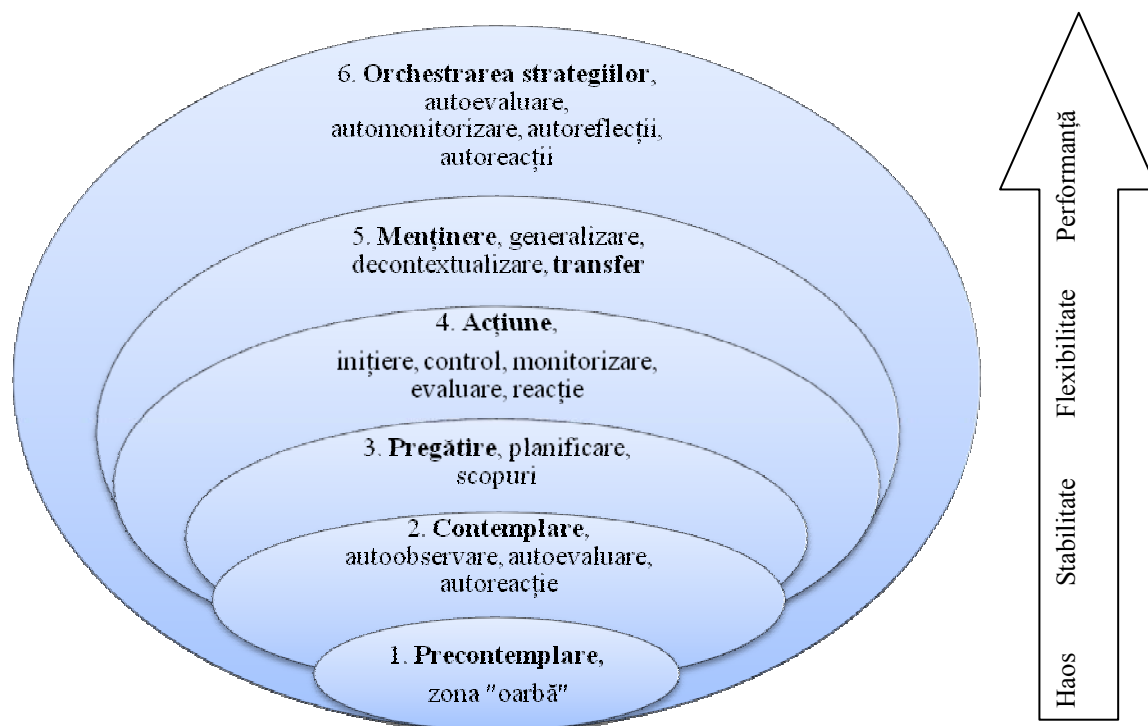 6. Orchestrarea strategiilor,
autoevaluare,
automonitorizare, autoreflecții,
autoreacții
5. Menținere, generalizare,
decontextualizare, transfer
4. Acțiune,
inițiere, control, monitorizare,
evaluare, reacție
3. Pregătire, planificare,
scopuri
2. Contemplare,
autoobservare, autoevaluare,
autoreacție
1. Precontemplare,
zona "oarbă"
Performanță
Flexibilitate
Stabilitate
Haos